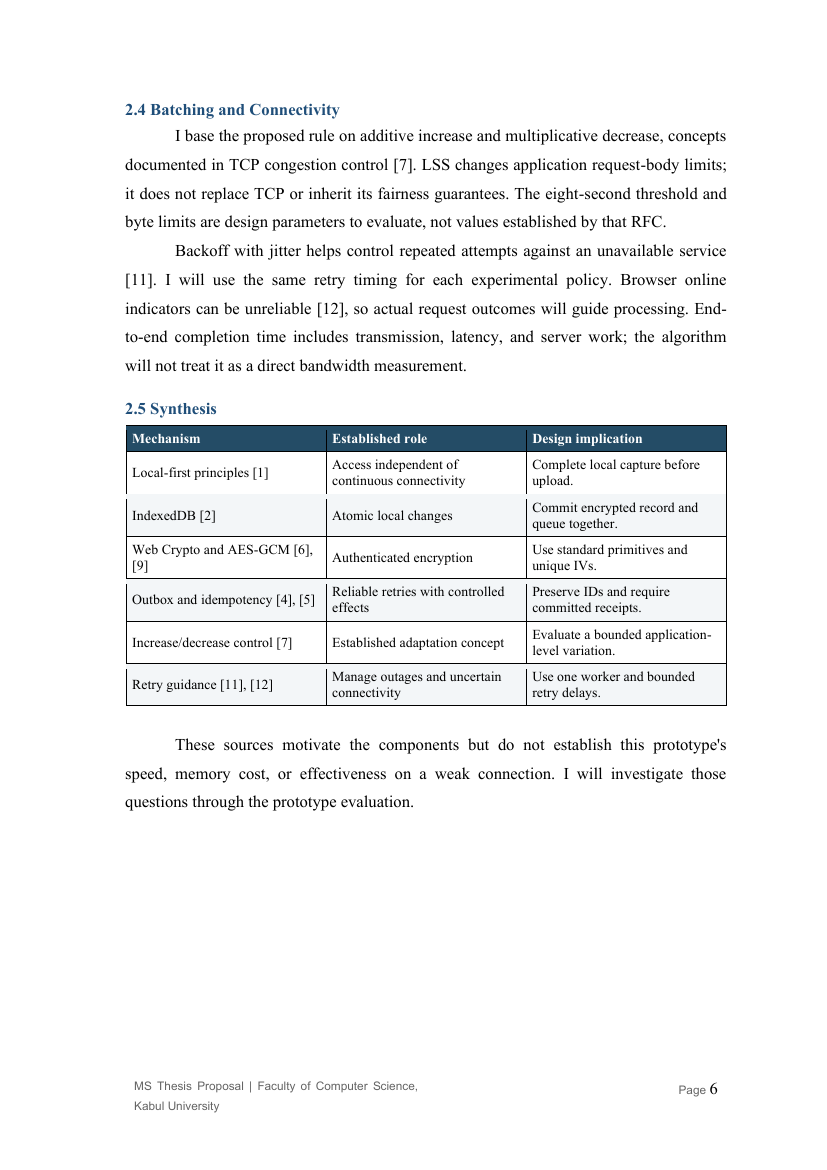 2.4 Batching and Connectivity
I base the proposed rule on additive increase and multiplicative decrease, concepts
documented in TCP congestion control [7]. LSS changes application request-body limits;
it does not replace TCP or inherit its fairness guarantees. The eight-second threshold and
byte limits are design parameters to evaluate, not values established by that RFC.
Backoff with jitter helps control repeated attempts against an unavailable service
[11]. I will use the same retry timing for each experimental policy. Browser online
indicators can be unreliable [12], so actual request outcomes will guide processing. End-
to-end completion time includes transmission, latency, and server work; the algorithm
will not treat it as a direct bandwidth measurement.
2.5 Synthesis
Mechanism Established role Design implication
Local-first principles [1] Access independent of continuous connectivity Complete local capture before upload.
IndexedDB [2] Atomic local changes Commit encrypted record and queue together.
Web Crypto and AES-GCM [6], [9] Authenticated encryption Use standard primitives and unique IVs.
Outbox and idempotency [4], [5] Reliable retries with controlled effects Preserve IDs and require committed receipts.
Increase/decrease control [7] Established adaptation concept Evaluate a bounded application-level variation.
Retry guidance [11], [12] Manage outages and uncertain connectivity Use one worker and bounded retry delays.
These sources motivate the components but do not establish this prototype's
speed, memory cost, or effectiveness on a weak connection. I will investigate those
questions through the prototype evaluation.
MS Thesis Proposal | Faculty of Computer Science,
Kabul University
Page 6